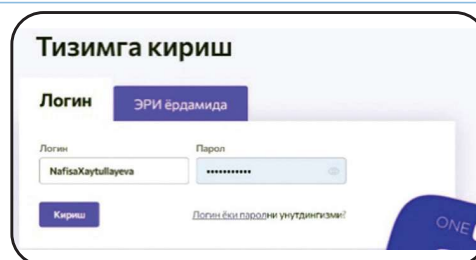 Тизимга кириш
Логин
ЭРИ ёрдамида
Логин
Парол
NafisaXaytullayeva
•••••••••••
Кириш
Логин ёки паролни унутдингизми?
ONE